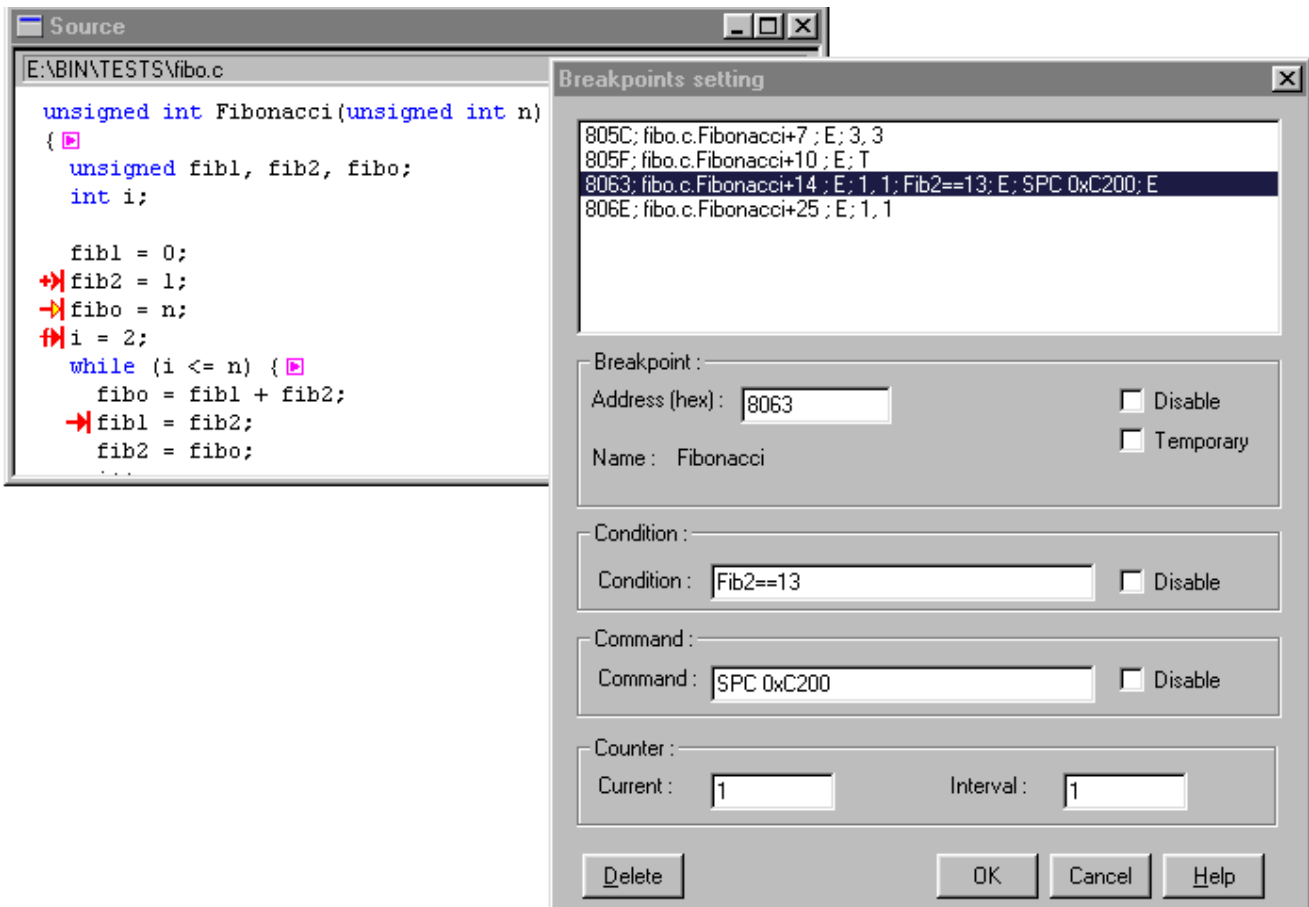 Source
E:\BIN\TESTS\fibo.c
unsigned int Fibonacci(unsigned int n)
{
unsigned fib1, fib2, fibo;
int i;
fib1 = 0;
fib2 = 1;
fibo = n;
i = 2;
while (i <= n) {
fibo = fib1 + fib2;
fib1 = fib2;
fib2 = fibo;
Breakpoints setting
805C; fibo.c.Fibonacci+7 ; E; 3, 3
805F; fibo.c.Fibonacci+10 ; E; T
8063; fibo.c.Fibonacci+14 ; E; 1, 1; Fib2==13; E; SPC 0xC200; E
806E; fibo.c.Fibonacci+25 ; E; 1, 1
Breakpoint :
Address (hex) : 8063 Disable
Temporary
Name : Fibonacci
Condition :
Condition : Fib2==13 Disable
Command :
Command : SPC 0xC200 Disable
Counter :
Current : 1 Interval : 1
Delete OK Cancel Help